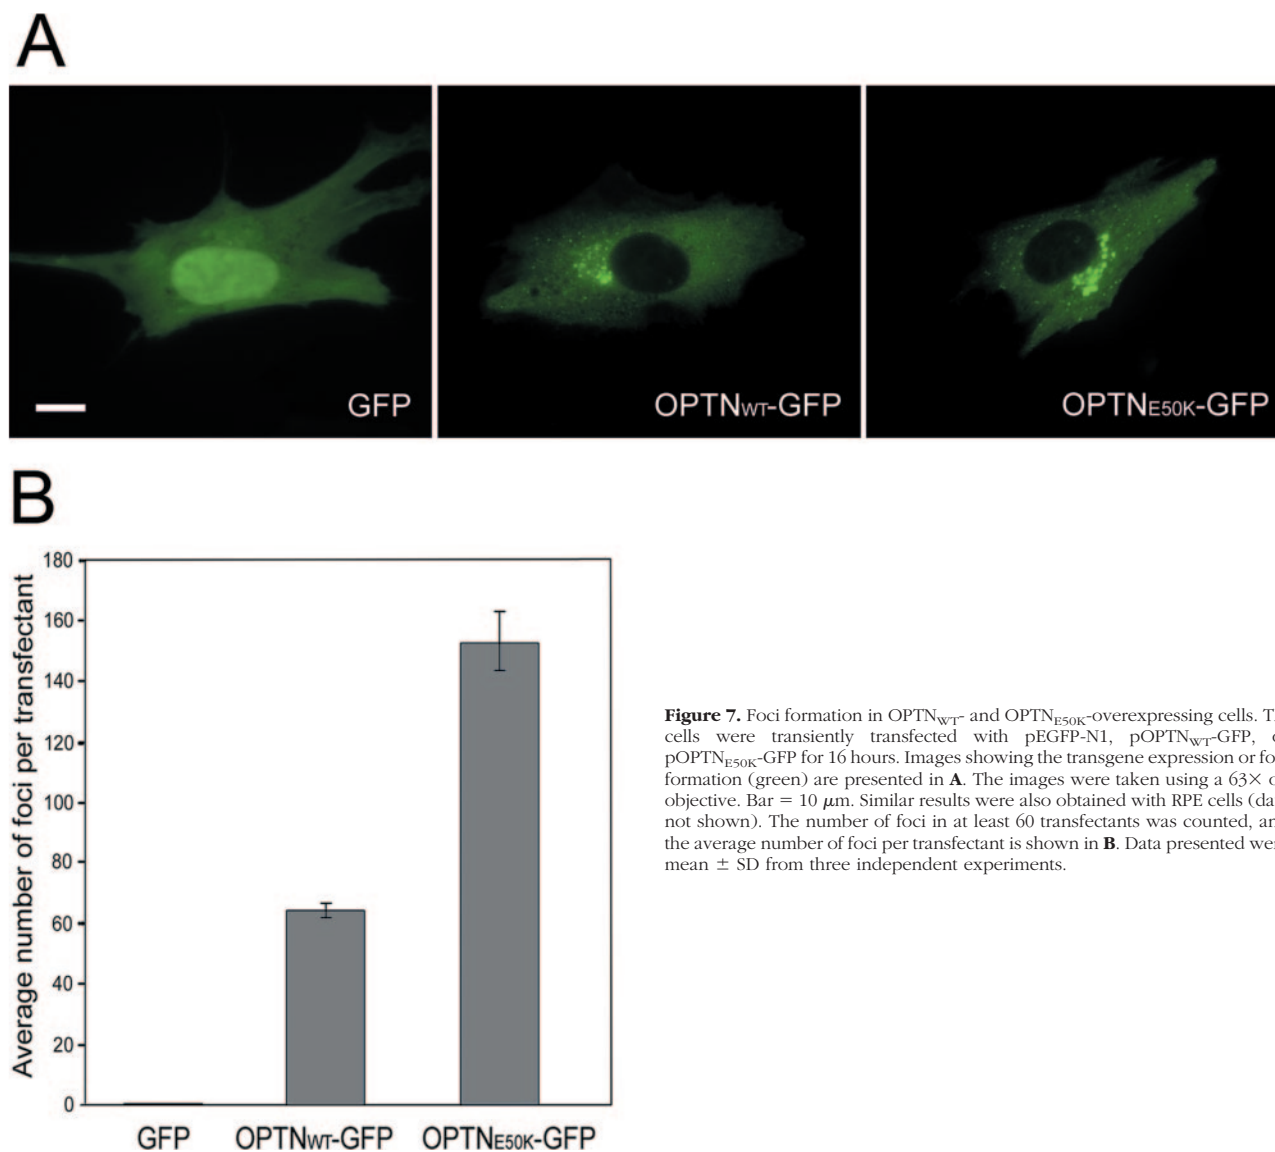 A
GFP
OPTNWT-GFP
OPTNE50K-GFP
B
Average number of foci per transfectant
180
160
140
120
100
80
60
40
20
0
GFP
OPTNWT-GFP
OPTNE50K-GFP
Figure 7. Foci formation in OPTNWT- and OPTNE50K-overexpressing cells.
cells were transiently transfected with pEGFP-N1, pOPTNWT-GFP,
pOPTNE50K-GFP for 16 hours. Images showing the transgene expression or
formation (green) are presented in A. The images were taken using a 63×
objective. Bar = 10 μm. Similar results were also obtained with RPE cells
not shown). The number of foci in at least 60 transfectants was counted,
the average number of foci per transfectant is shown in B. Data presented
mean ± SD from three independent experiments.